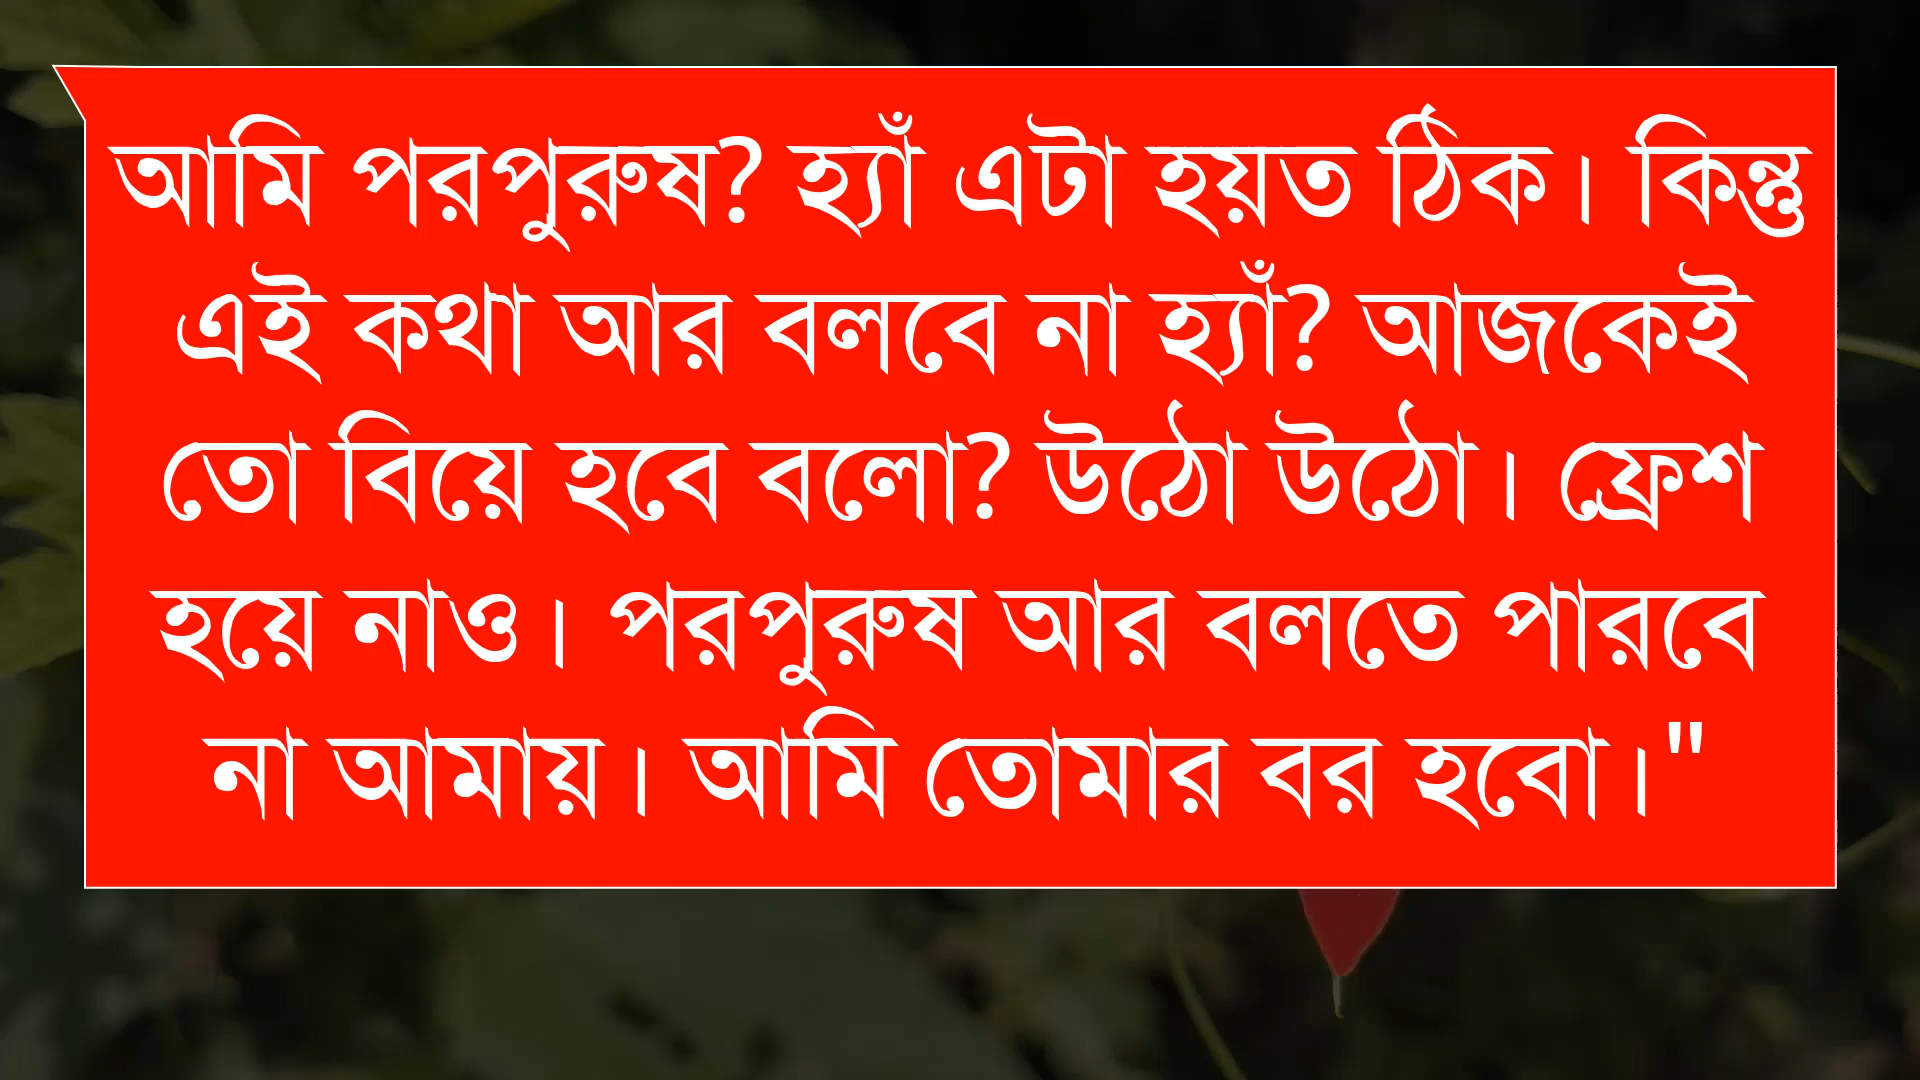 আমি পরপুরুষ? হ্যাঁ এটা হয়ত ঠিক। কিন্তু
এই কথা আর বলবে না হ্যাঁ? আজকেই
তো বিয়ে হবে বলো? উঠো উঠো। ফ্রেশ
হয়ে নাও। পরপুরুষ আর বলতে পারবে
না আমায়। আমি তোমার বর হবো।"